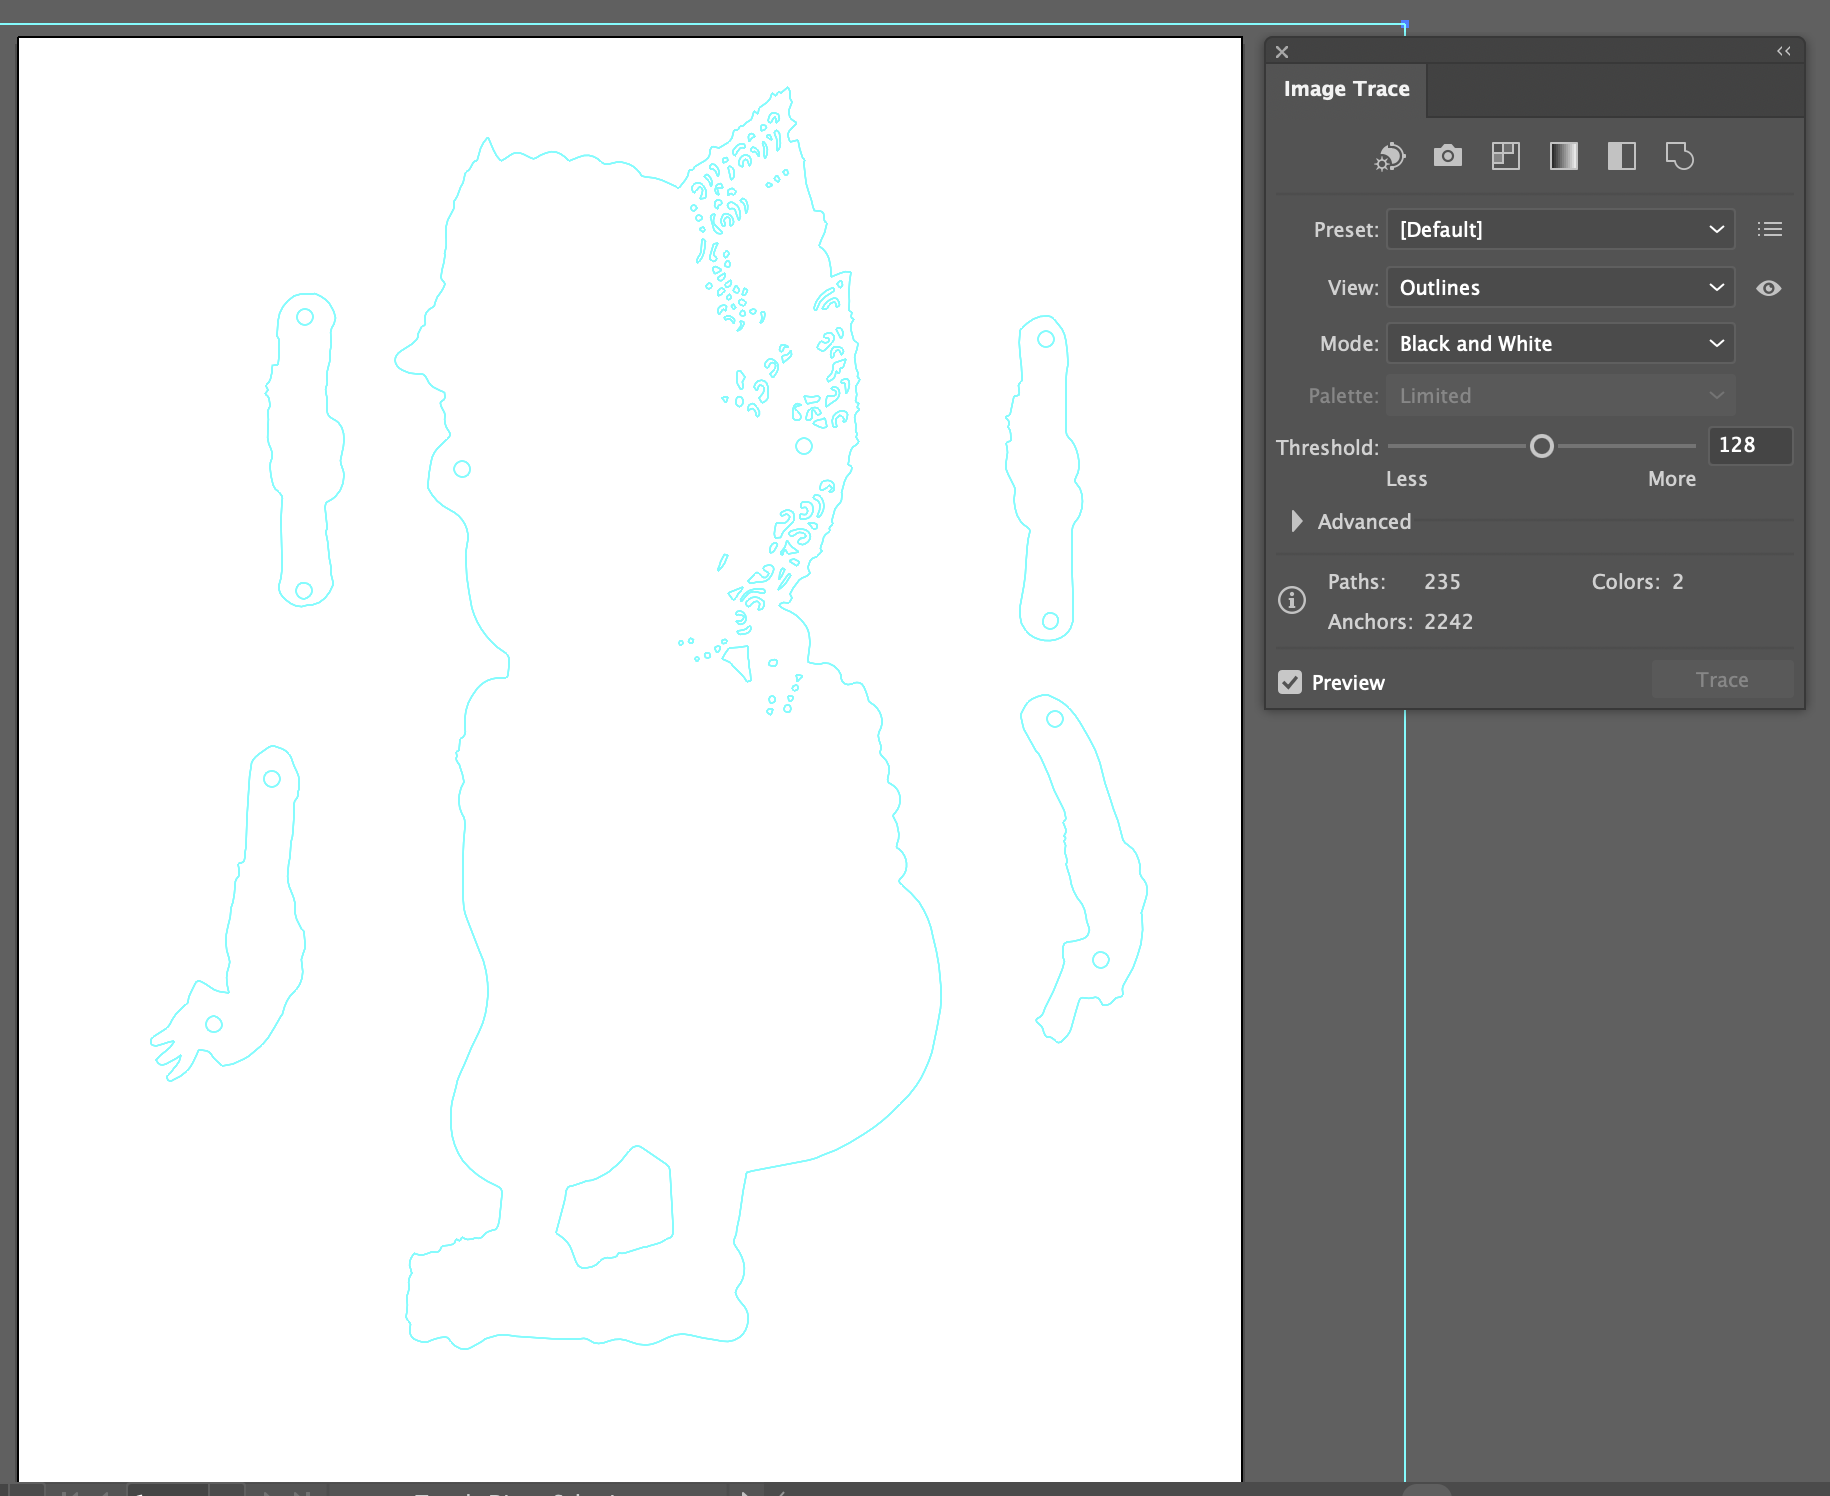 Image Trace
Preset: [Default]
View: Outlines
Mode: Black and White
Palette: Limited
Threshold: 128
Less More
Advanced
Paths: 235 Colors: 2
Anchors: 2242
Preview Trace